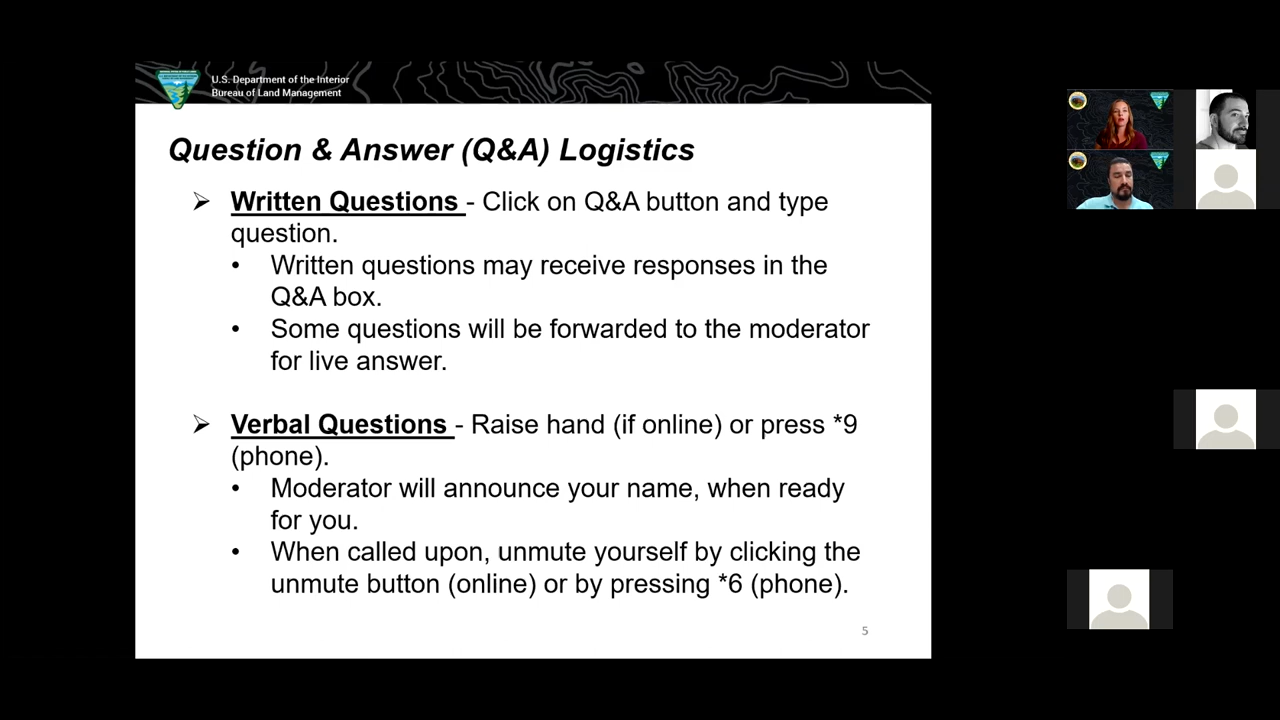 U.S. Department of the Interior
Bureau of Land Management
Question & Answer (Q&A) Logistics
➢ Written Questions - Click on Q&A button and type
question.
• Written questions may receive responses in the
Q&A box.
• Some questions will be forwarded to the moderator
for live answer.
➢ Verbal Questions - Raise hand (if online) or press *9
(phone).
• Moderator will announce your name, when ready
for you.
• When called upon, unmute yourself by clicking the
unmute button (online) or by pressing *6 (phone).
5